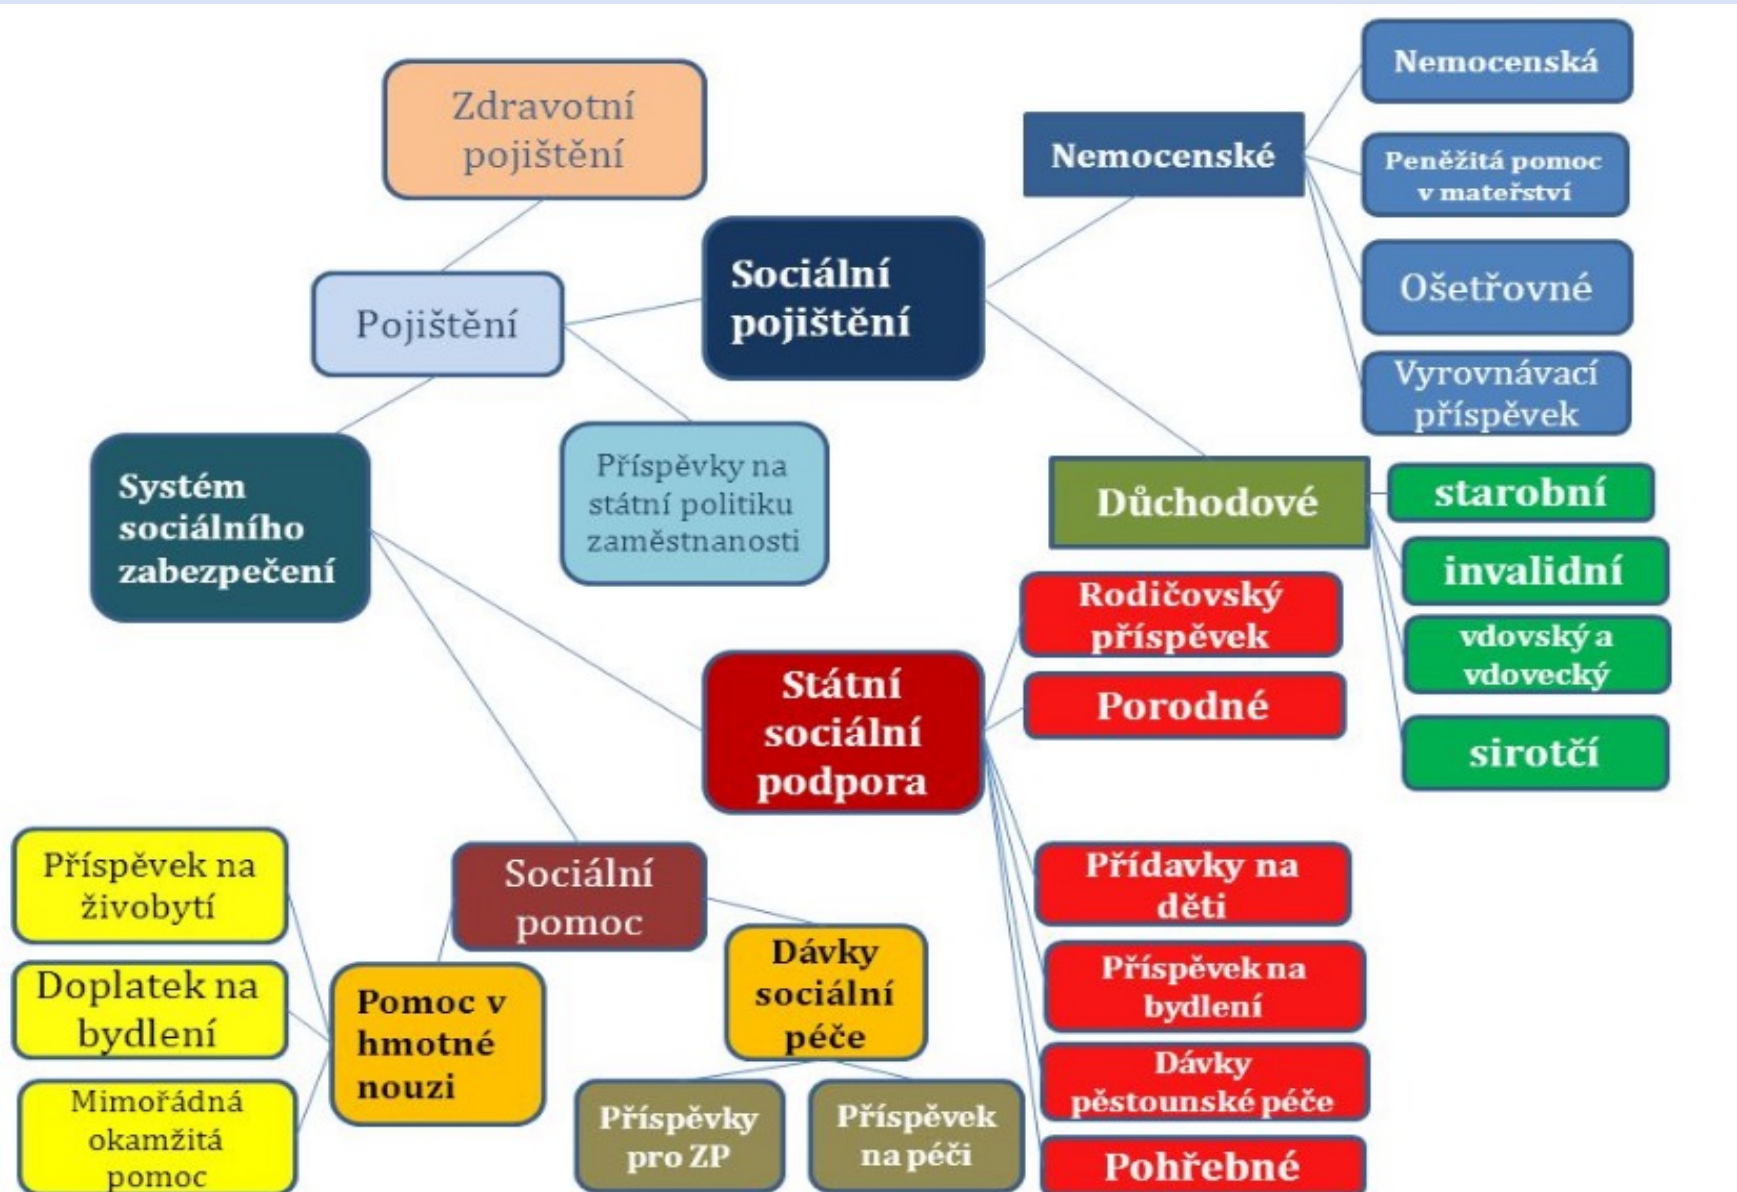 Zdravotní
pojištění
Pojištění
Sociální
pojištění
Příspěvky na
státní politiku
zaměstnanosti
Systém
sociálního
zabezpečení
Nemocenské
Nemocenská
Peněžitá pomoc
v mateřství
Ošetřovné
Vyrovnávací
příspěvek
Důchodové
starobní
invalidní
vdovský a
vdovecký
sirotčí
Státní
sociální
podpora
Rodičovský
příspěvek
Porodné
Přídavky na
děti
Příspěvek na
bydlení
Dávky
pěstounské péče
Pohřebné
Sociální
pomoc
Pomoc v
hmotné
nouzi
Příspěvek na
živobytí
Doplatek na
bydlení
Mimořádná
okamžitá
pomoc
Dávky
sociální
péče
Příspěvky
pro ZP
Příspěvek
na péči